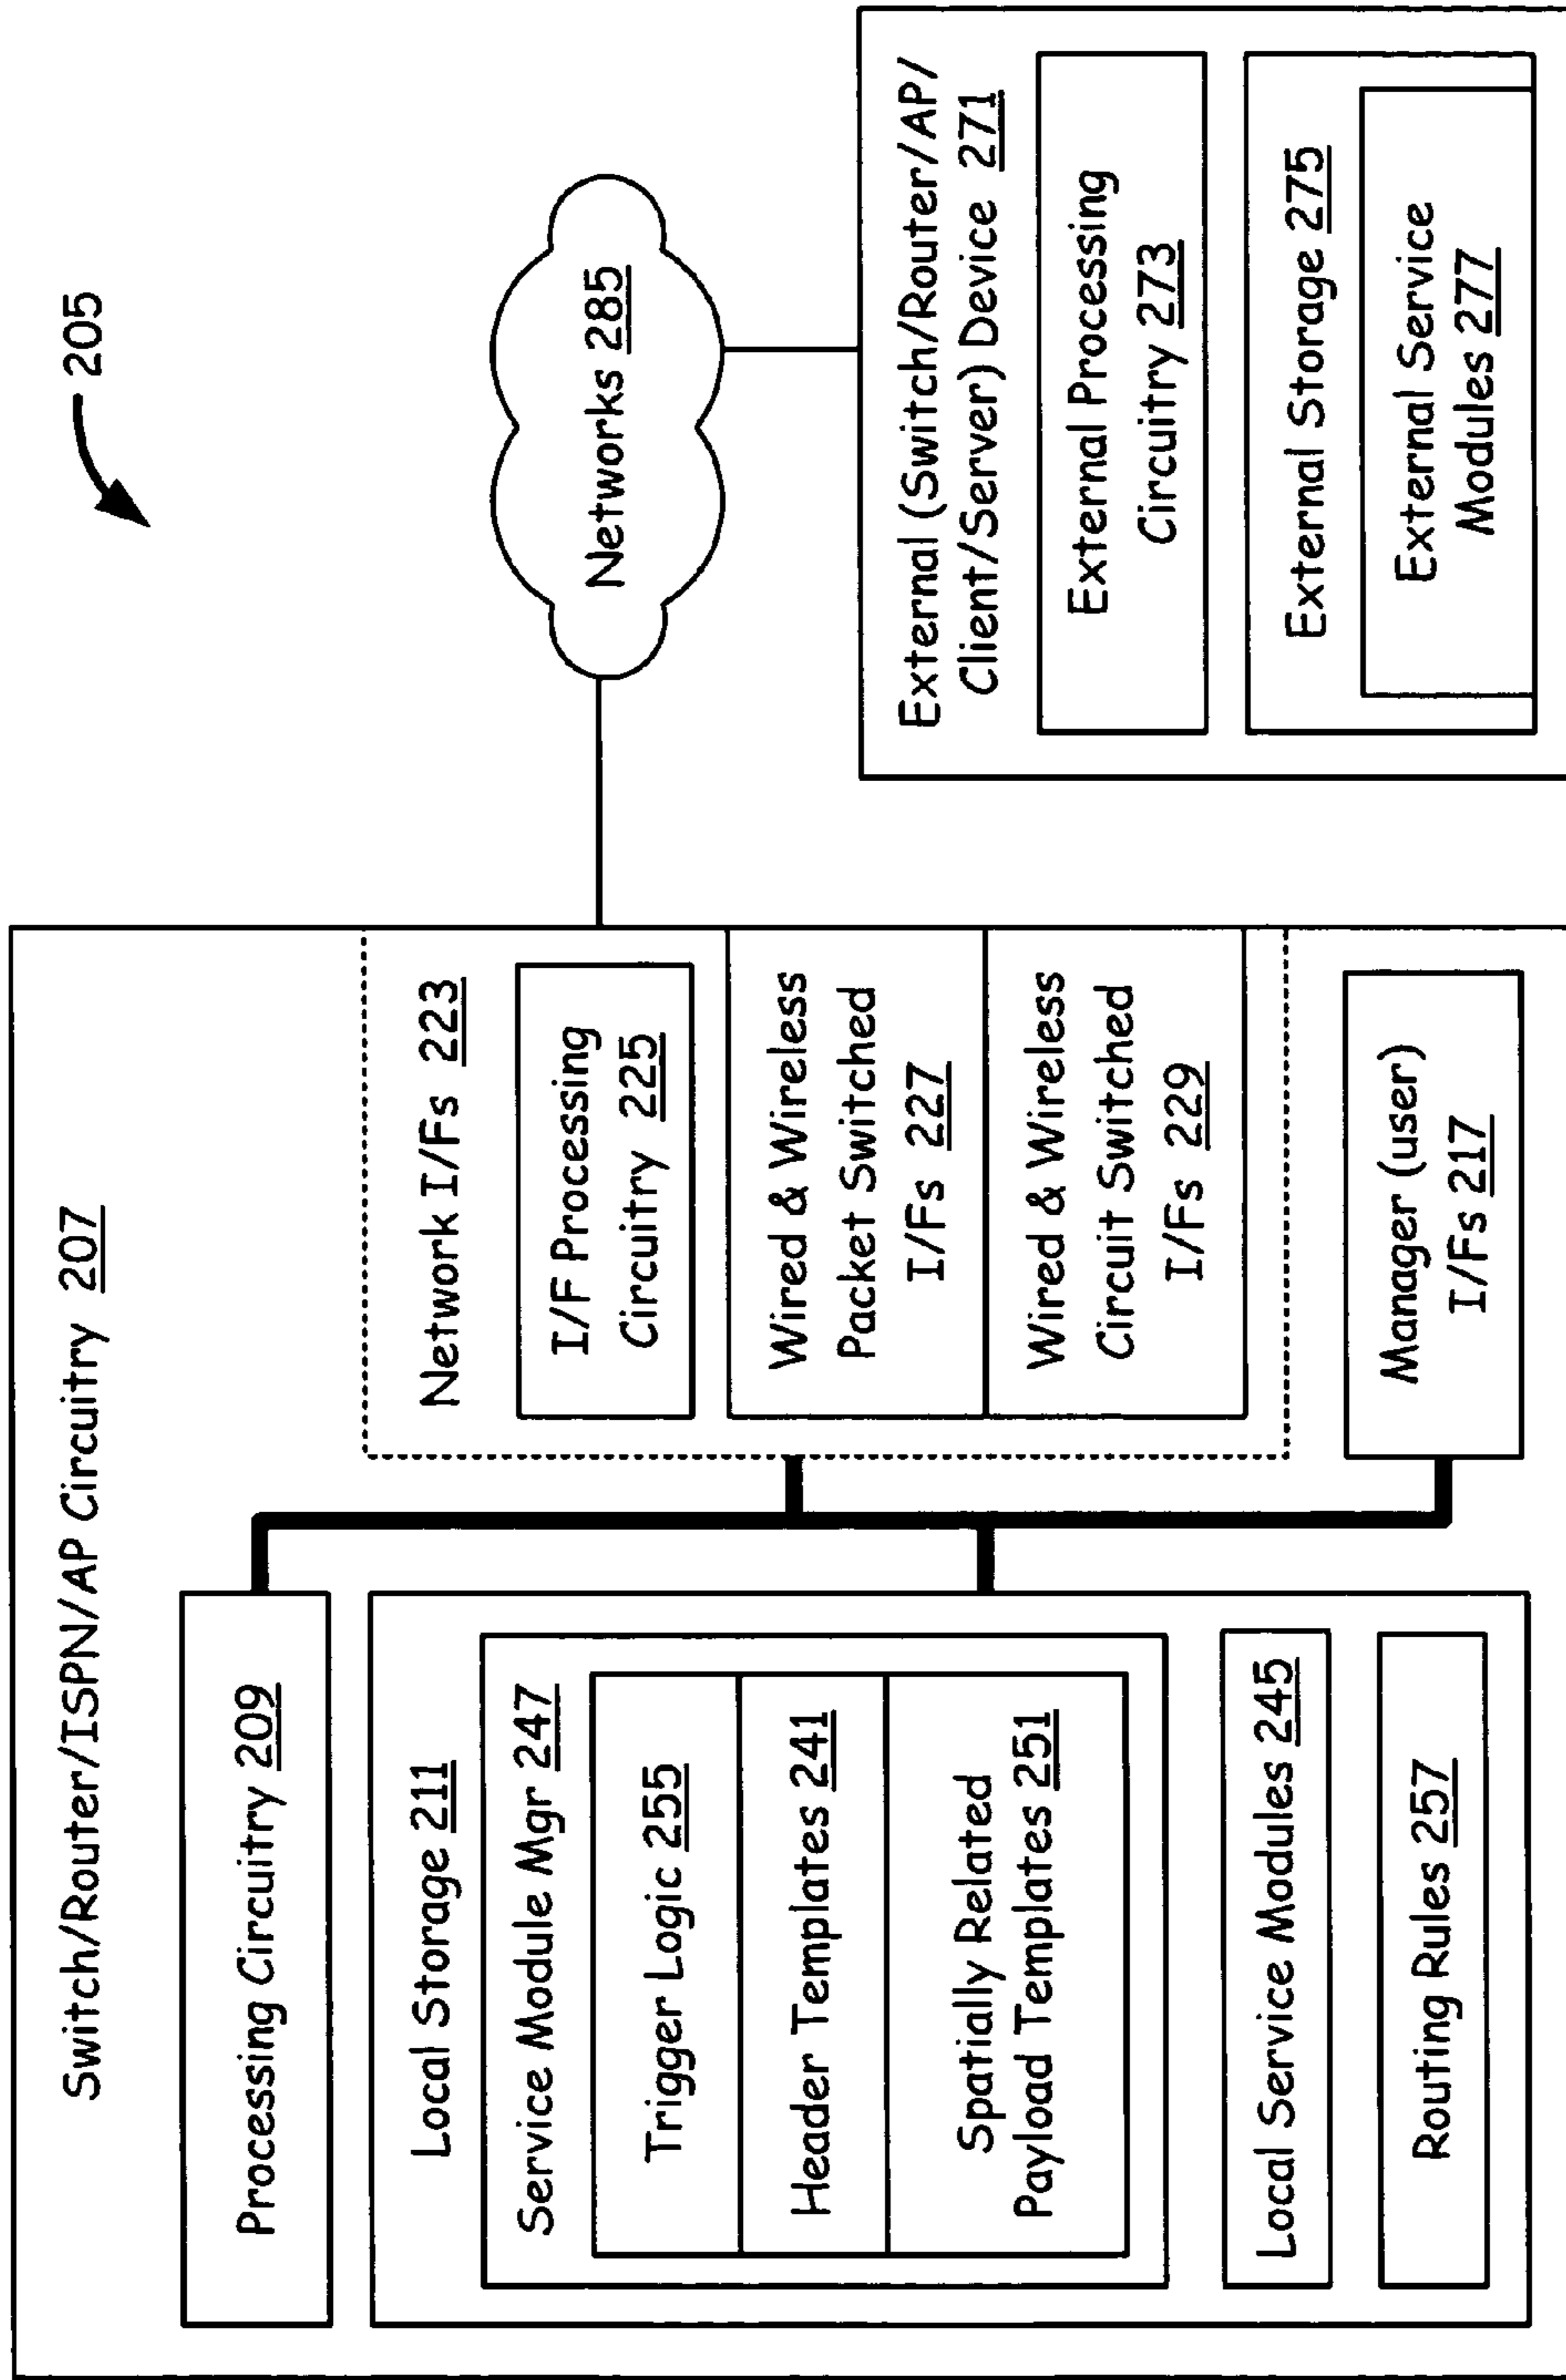 205
Switch/Router/ISPN/AP Circuitry 207
Processing Circuitry 209
Local Storage 211
Service Module Mgr 247
Trigger Logic 255
Header Templates 241
Spatially Related
Payload Templates 251
Local Service Modules 245
Routing Rules 257
Network I/Fs 223
I/F Processing
Circuitry 225
Wired & Wireless
Packet Switched
I/Fs 227
Wired & Wireless
Circuit Switched
I/Fs 229
Manager (user)
I/Fs 217
Networks 285
External (Switch/Router/AP/
Client/Server) Device 271
External Processing
Circuitry 273
External Storage 275
External Service
Modules 277